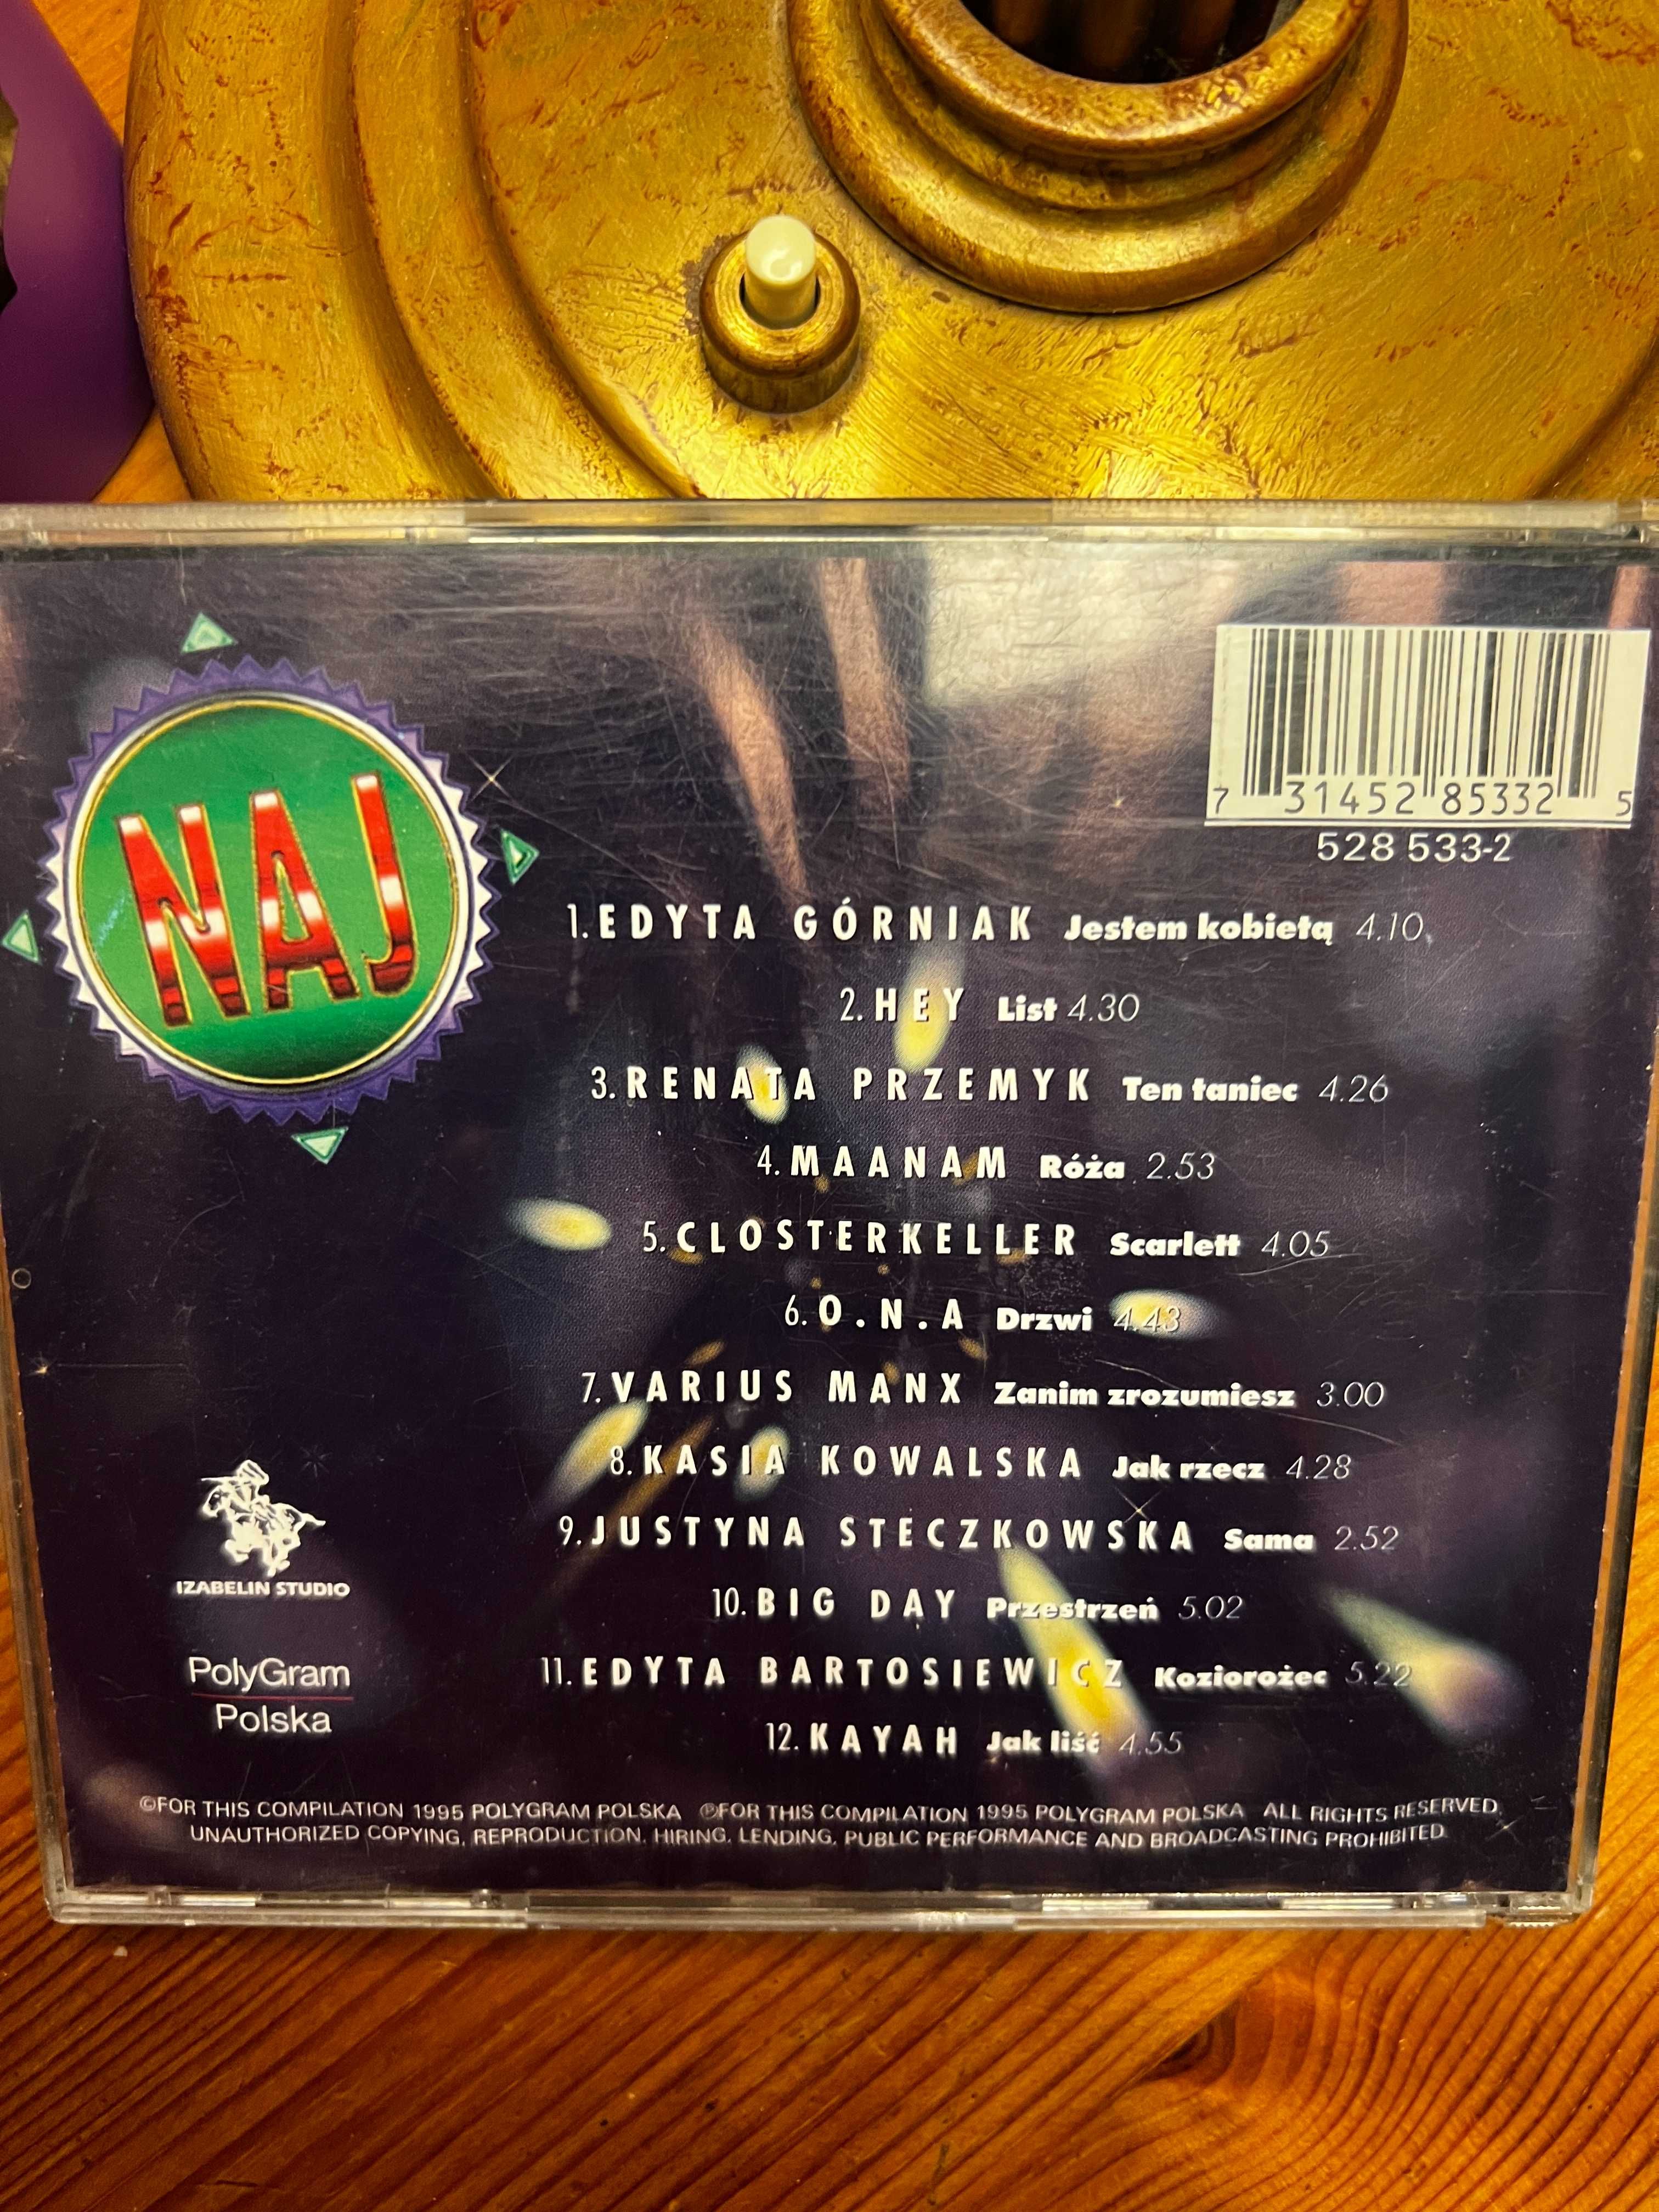 NAJ
7 31452 85332 5
528 533-2
1. EDYTA GÓRNIAK Jestem kobietą 4.10
2. HEY List 4.30
3. RENATA PRZEMYK Ten taniec 4.26
4. MAANAM Róża 2.53
5. CLOSTERKELLER Scarlett 4.05
6. O.N.A Drzwi 4.43
7. VARIUS MANX Zanim zrozumiesz 3.00
8. KASIA KOWALSKA Jak rzecz 4.28
9. JUSTYNA STECZKOWSKA Sama 2.52
10. BIG DAY Przestrzeń 5.02
11. EDYTA BARTOSIEWICZ Koziorożec 5.22
12. KAYAH Jak liść 4.55
IZABELIN STUDIO
PolyGram
Polska
©FOR THIS COMPILATION 1995 POLYGRAM POLSKA ℗FOR THIS COMPILATION 1995 POLYGRAM POLSKA ALL RIGHTS RESERVED.
UNAUTHORIZED COPYING, REPRODUCTION, HIRING, LENDING, PUBLIC PERFORMANCE AND BROADCASTING PROHIBITED